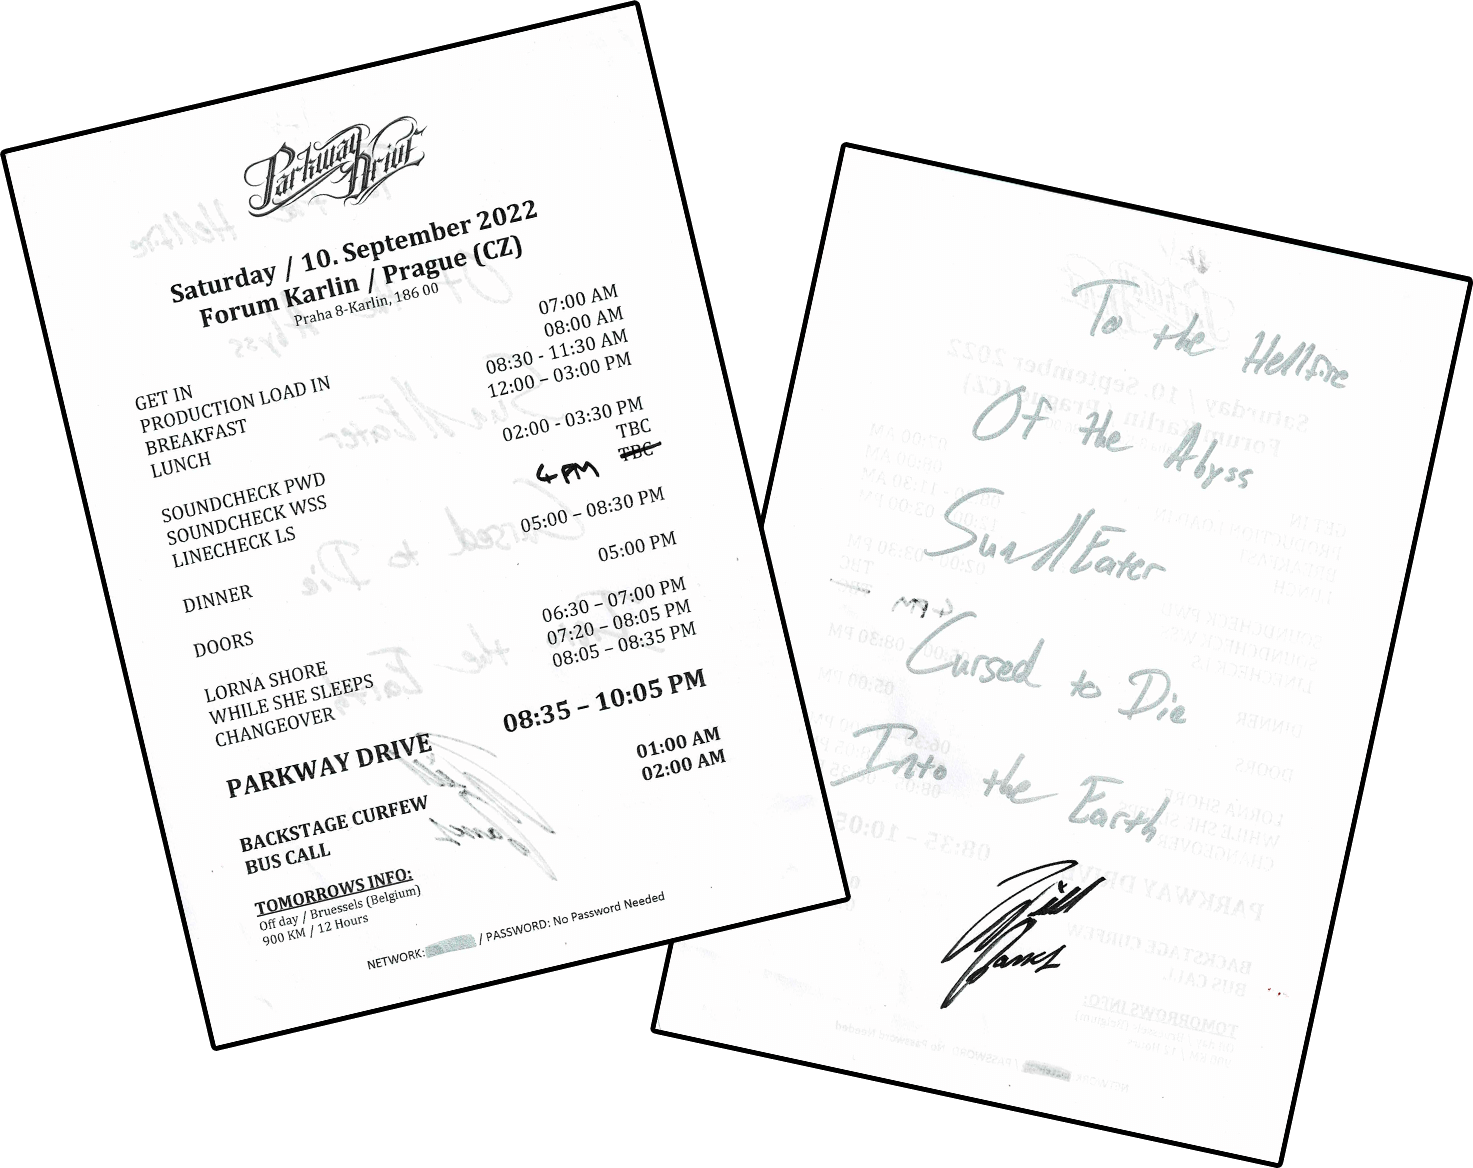 Parkway Drive
Saturday / 10. September 2022
Forum Karlin / Prague (CZ)
Praha 8-Karlin, 186 00
GET IN 07:00 AM
PRODUCTION LOAD IN 08:00 AM
BREAKFAST 08:30 - 11:30 AM
LUNCH 12:00 – 03:00 PM
SOUNDCHECK PWD 02:00 - 03:30 PM
SOUNDCHECK WSS TBC
LINECHECK LS 4 PM TBC
DINNER 05:00 – 08:30 PM
DOORS 05:00 PM
LORNA SHORE 06:30 – 07:00 PM
WHILE SHE SLEEPS 07:20 – 08:05 PM
CHANGEOVER 08:05 – 08:35 PM
PARKWAY DRIVE 08:35 – 10:05 PM
BACKSTAGE CURFEW 01:00 AM
BUS CALL 02:00 AM
TOMORROWS INFO:
Off day / Bruessels (Belgium)
900 KM / 12 Hours
NETWORK: / PASSWORD: No Password Needed
To the Hellfire
Of the Abyss
Sun//Eater
Cursed to Die
Into the Earth